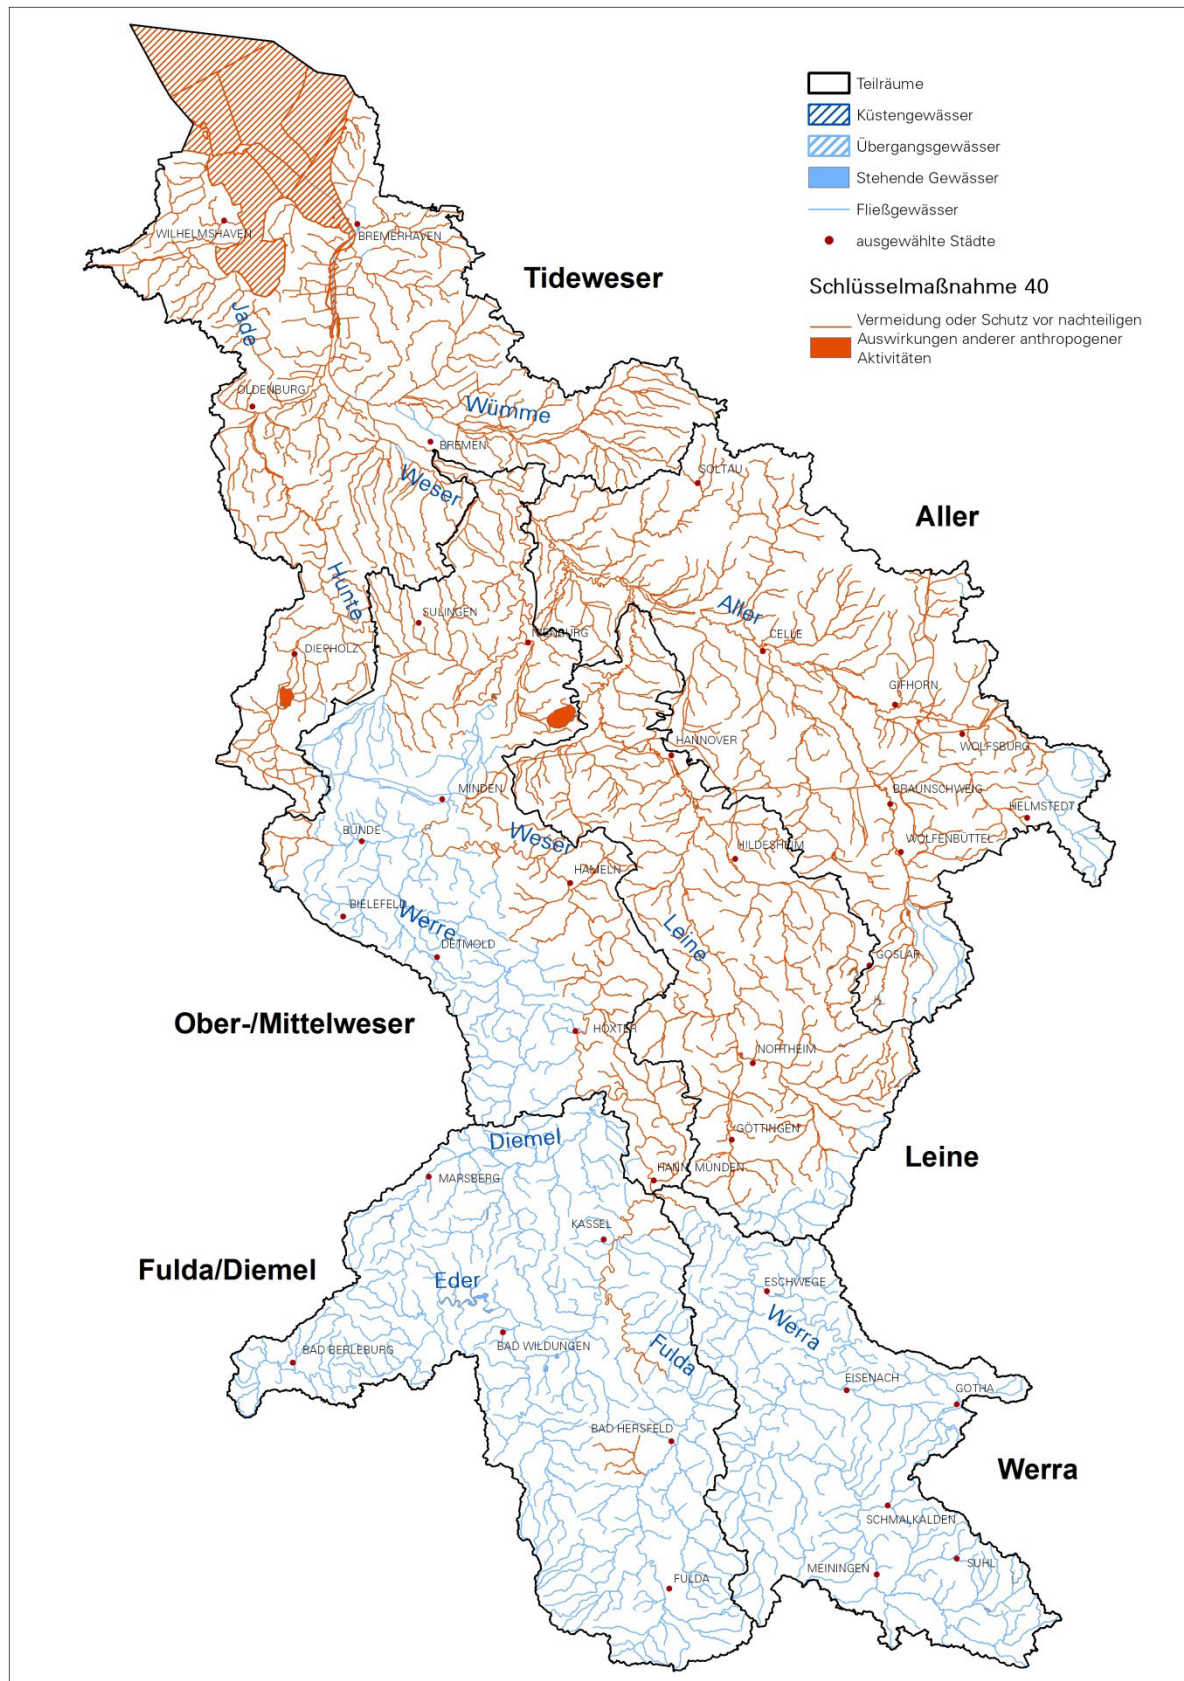 Teilräume
Küstengewässer
Übergangsgewässer
Stehende Gewässer
Fließgewässer
ausgewählte Städte
Schlüsselmaßnahme 40
Vermeidung oder Schutz vor nachteiligen
Auswirkungen anderer anthropogener
Aktivitäten
WILHELMSHAVEN
BREMERHAVEN
Tideweser
Jade
OLDENBURG
Wümme
BREMEN
Weser
SOLTAU
Aller
Hunte
SULINGEN
Aller
NIENBURG
CELLE
DIEPHOLZ
GIFHORN
HANNOVER
WOLFSBURG
MINDEN
BRAUNSCHWEIG
HELMSTEDT
BÜNDE
Weser
HILDESHEIM
WOLFENBÜTTEL
HAMELN
BIELEFELD
Werre
Leine
DETMOLD
GOSLAR
Ober-/Mittelweser
HÖXTER
NORTHEIM
Diemel
GÖTTINGEN
Leine
MARSBERG
HANN. MÜNDEN
KASSEL
Fulda/Diemel
Eder
ESCHWEGE
Werra
BAD BERLEBURG
BAD WILDUNGEN
Fulda
EISENACH
GOTHA
BAD HERSFELD
Werra
SCHMALKALDEN
MEININGEN
SUHL
FULDA